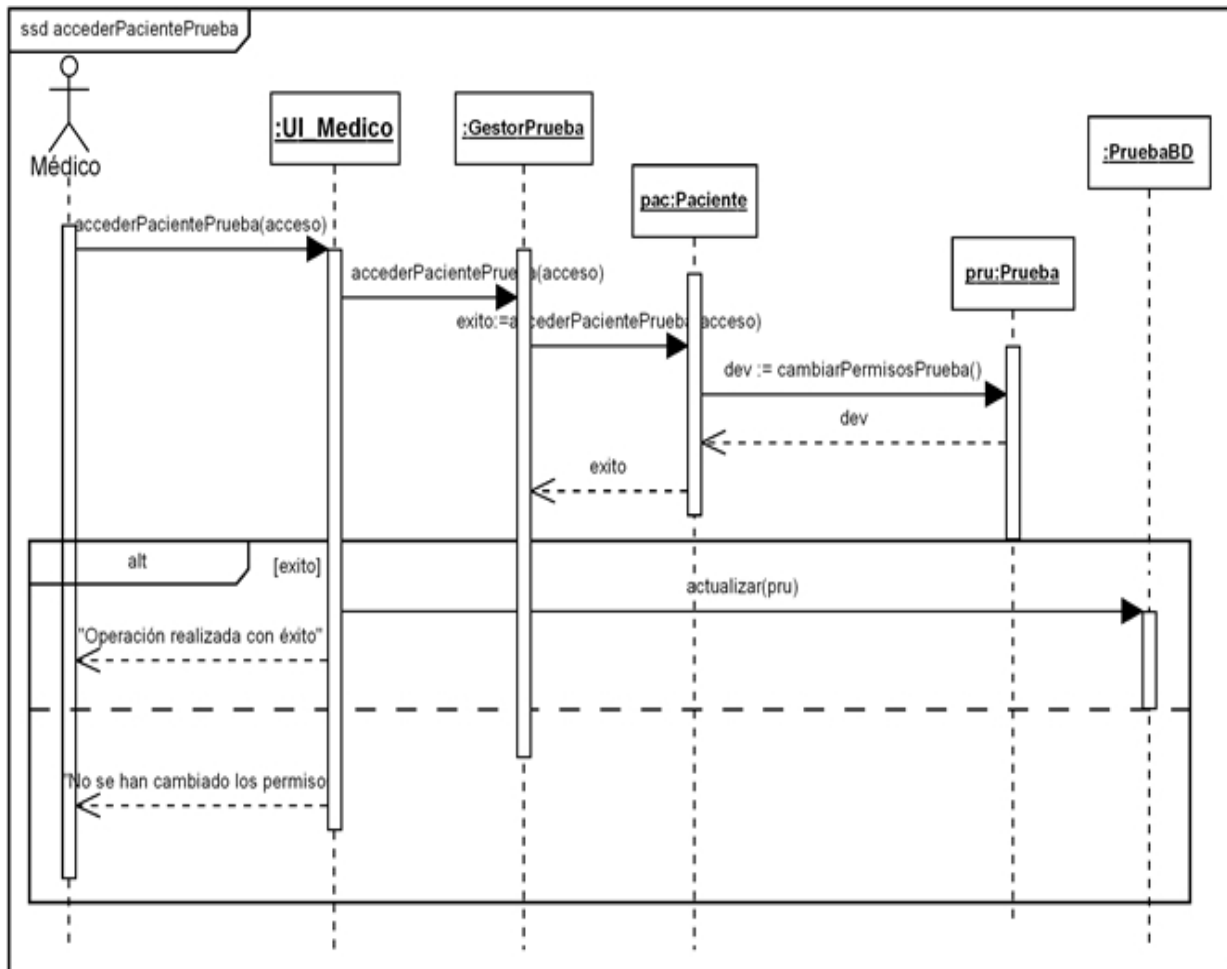 ssd accederPacientePrueba
Médico
:UI_Medico
:GestorPrueba
pac:Paciente
pru:Prueba
:PruebaBD
accederPacientePrueba(acceso)
accederPacientePrueba(acceso)
exito:=accederPacientePrueba(acceso)
dev := cambiarPermisosPrueba()
dev
exito
alt
[exito]
actualizar(pru)
"Operación realizada con éxito"
"No se han cambiado los permiso